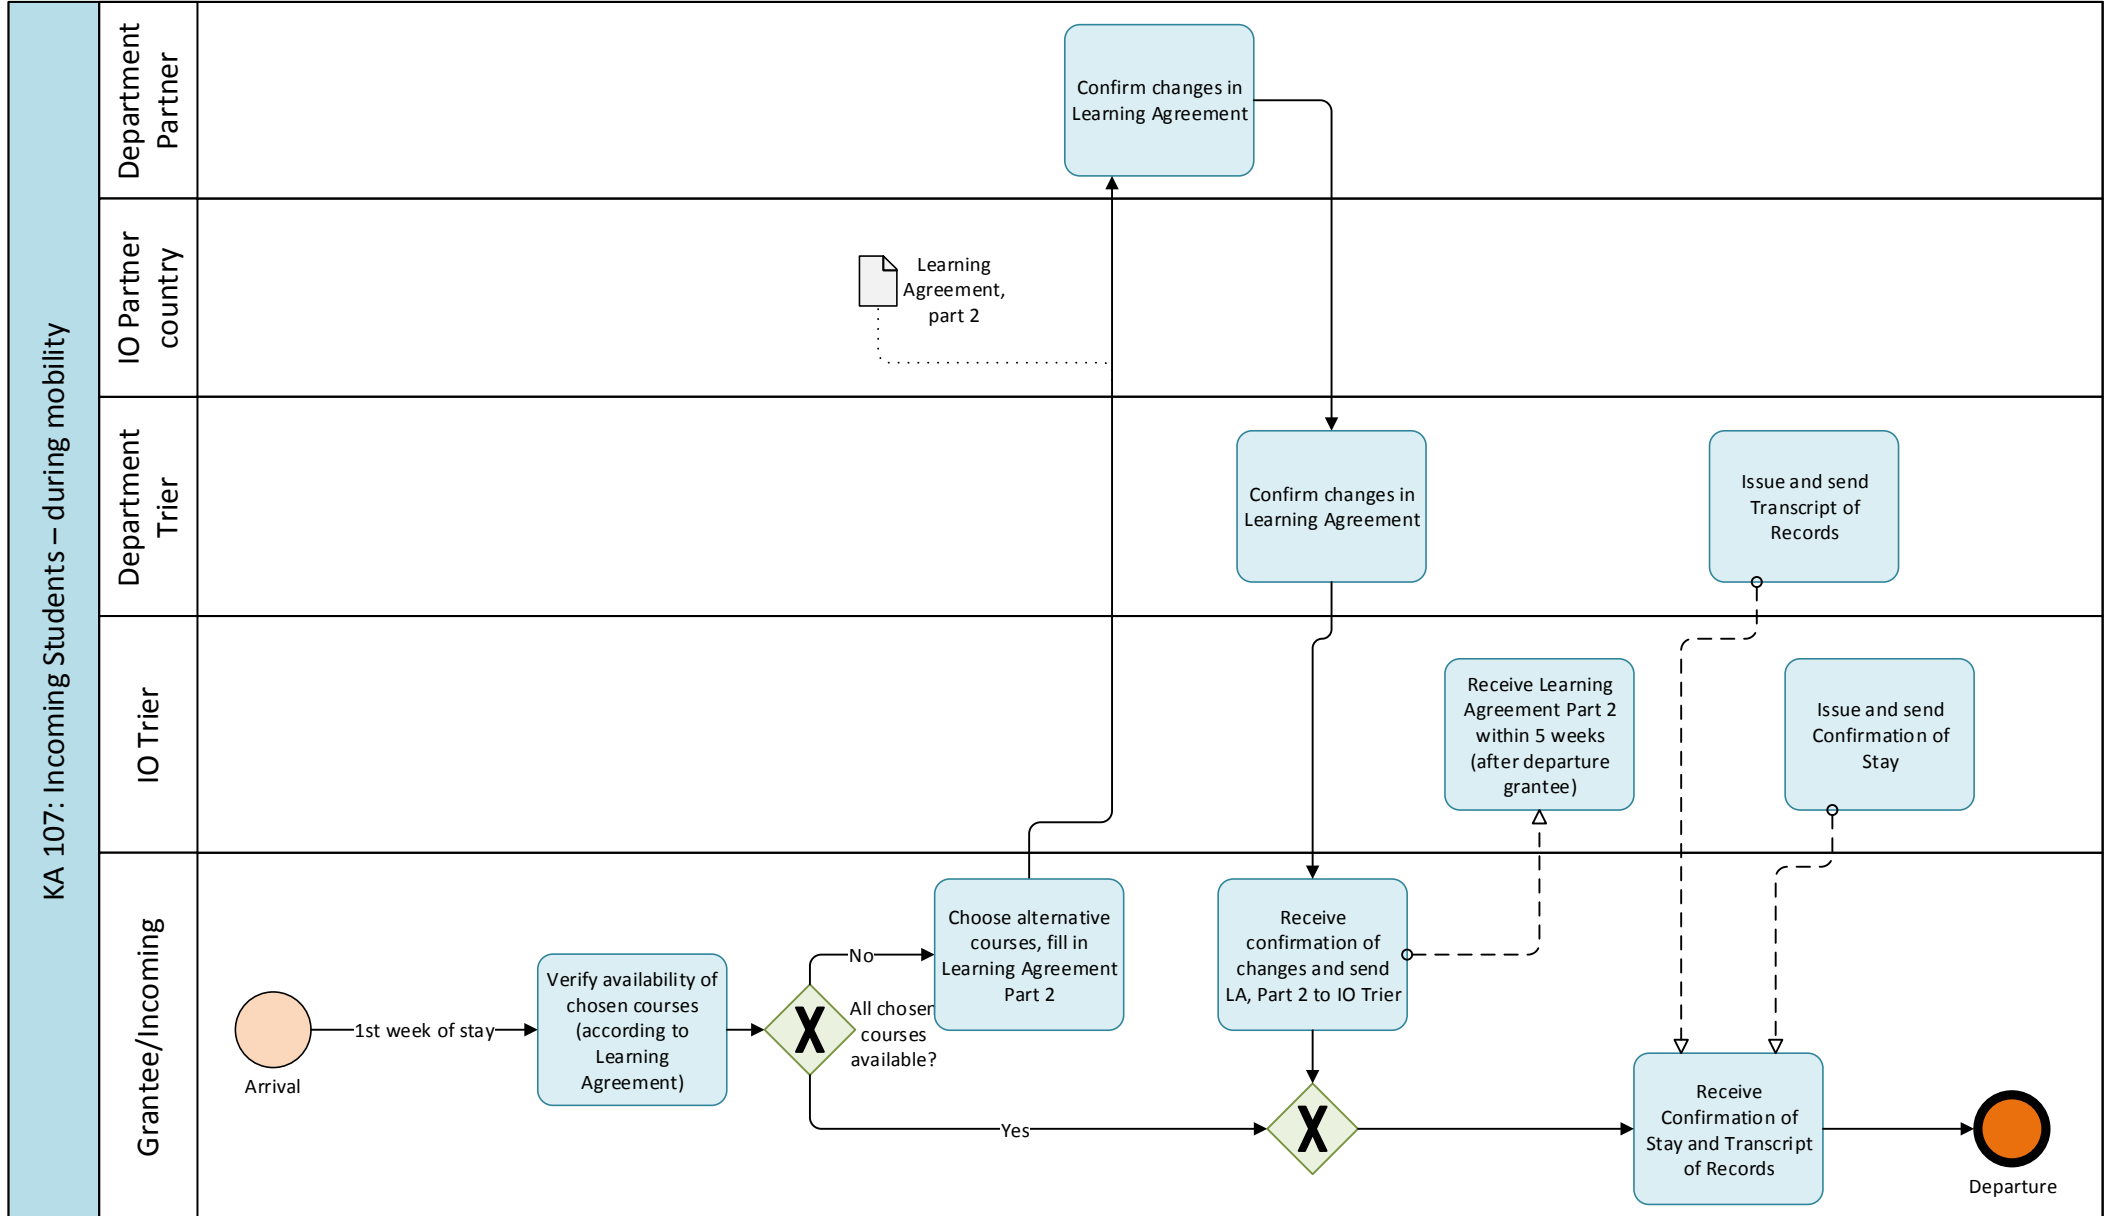 KA 107: Incoming Students – during mobility
Department
Partner
Confirm changes in
Learning Agreement
IO Partner
country
Learning
Agreement,
part 2
Department
Trier
Confirm changes in
Learning Agreement
Issue and send
Transcript of
Records
IO Trier
Receive Learning
Agreement Part 2
within 5 weeks
(after departure
grantee)
Issue and send
Confirmation of
Stay
Grantee/Incoming
Arrival
1st week of stay
Verify availability of
chosen courses
(according to
Learning
Agreement)
No
All chosen
courses
available?
Yes
Choose alternative
courses, fill in
Learning Agreement
Part 2
Receive
confirmation of
changes and send
LA, Part 2 to IO Trier
Receive
Confirmation of
Stay and Transcript
of Records
Departure